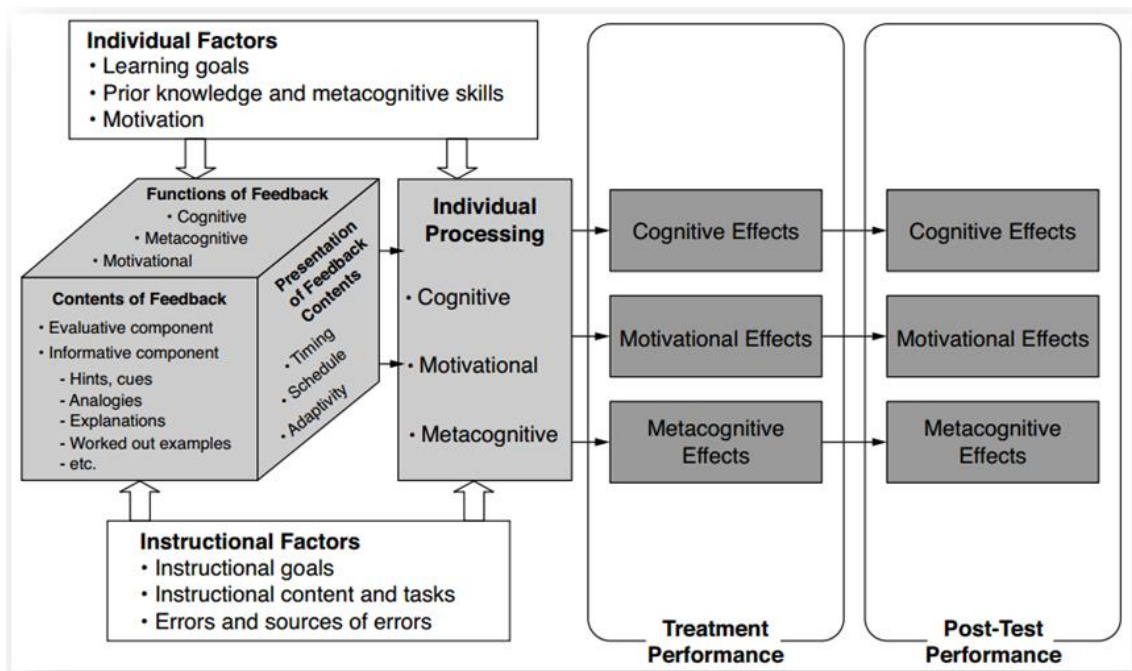 Individual Factors
• Learning goals
• Prior knowledge and metacognitive skills
• Motivation
Functions of Feedback
• Cognitive
• Metacognitive
• Motivational
Contents of Feedback
• Evaluative component
• Informative component
- Hints, cues
- Analogies
- Explanations
- Worked out examples
- etc.
Presentation
of Feedback
Contents
• Timing
• Schedule
• Adaptivity
Individual
Processing
• Cognitive
• Motivational
• Metacognitive
Cognitive Effects
Motivational Effects
Metacognitive
Effects
Treatment
Performance
Cognitive Effects
Motivational Effects
Metacognitive
Effects
Post-Test
Performance
Instructional Factors
• Instructional goals
• Instructional content and tasks
• Errors and sources of errors